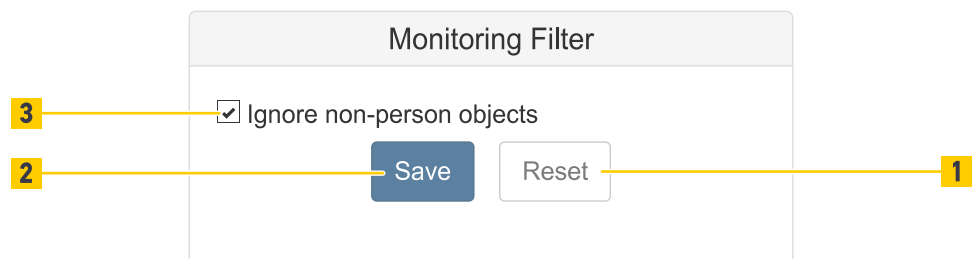 Monitoring Filter
3
Ignore non-person objects
2
Save
Reset
1